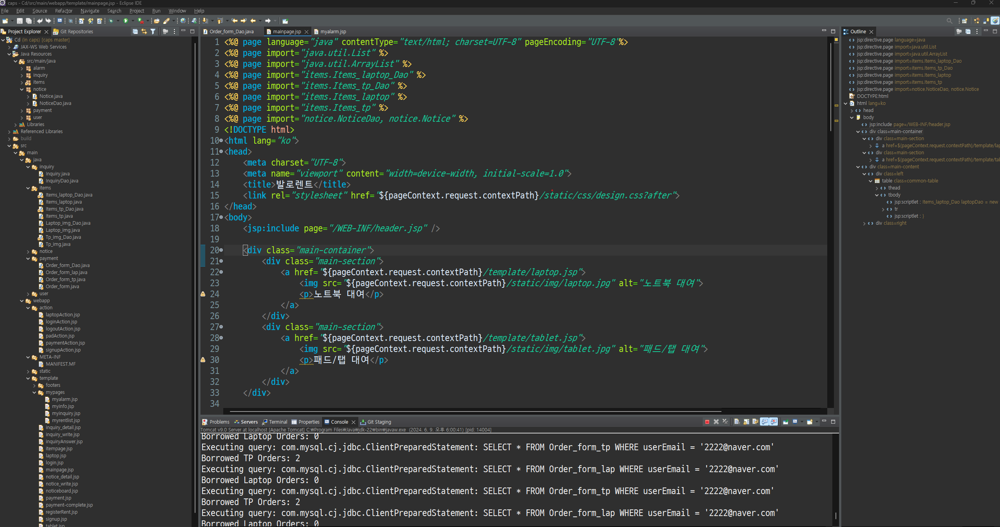 caps - Cd/src/main/webapp/template/mainpage.jsp - Eclipse IDE
File Edit Source Refactor Navigate Search Project Run Window Help
Project Explorer
Git Repositories
Cd (in caps) [caps master]
JAX-WS Web Services
Java Resources
src/main/java
alarm
inquiry
items
notice
Notice.java
NoticeDao.java
payment
user
Libraries
Referenced Libraries
build
src
main
java
inquiry
Inquiry.java
InquiryDao.java
items
Items_laptop_Dao.java
Items_laptop.java
Items_tp_Dao.java
Items_tp.java
Laptop_img_Dao.java
Laptop_img.java
Tp_img_Dao.java
Tp_img.java
notice
payment
Order_form_Dao.java
Order_form_lap.java
Order_form_tp.java
Order_form.java
user
webapp
action
laptopAction.jsp
loginAction.jsp
logoutAction.jsp
padAction.jsp
paymentAction.jsp
signupAction.jsp
META-INF
MANIFEST.MF
static
template
footers
mypages
myalarm.jsp
myinfo.jsp
myinquiry.jsp
myrentlist.jsp
inquiry_detail.jsp
inquiry_write.jsp
inquiryAnswer.jsp
itempage.jsp
laptop.jsp
login.jsp
mainpage.jsp
notice_detail.jsp
notice_write.jsp
noticeboard.jsp
payment.jsp
payment-complete.jsp
registerRent.jsp
signup.jsp
tablet.jsp
Order_form_Dao.java mainpage.jsp myalarm.jsp
1 <%@ page language="java" contentType="text/html; charset=UTF-8" pageEncoding="UTF-8"%>
2 <%@ page import="java.util.List" %>
3 <%@ page import="java.util.ArrayList" %>
4 <%@ page import="items.Items_laptop_Dao" %>
5 <%@ page import="items.Items_tp_Dao" %>
6 <%@ page import="items.Items_laptop" %>
7 <%@ page import="items.Items_tp" %>
8 <%@ page import="notice.NoticeDao, notice.Notice" %>
9 <!DOCTYPE html>
10 <html lang="ko">
11 <head>
12 <meta charset="UTF-8">
13 <meta name="viewport" content="width=device-width, initial-scale=1.0">
14 <title>발로렌트</title>
15 <link rel="stylesheet" href="${pageContext.request.contextPath}/static/css/design.css?after">
16 </head>
17 <body>
18 <jsp:include page="/WEB-INF/header.jsp" />
19
20 <div class="main-container">
21 <div class="main-section">
22 <a href="${pageContext.request.contextPath}/template/laptop.jsp">
23 <img src="${pageContext.request.contextPath}/static/img/laptop.jpg" alt="노트북 대여">
24 <p>노트북 대여</p>
25 </a>
26 </div>
27 <div class="main-section">
28 <a href="${pageContext.request.contextPath}/template/tablet.jsp">
29 <img src="${pageContext.request.contextPath}/static/img/tablet.jpg" alt="패드/탭 대여">
30 <p>패드/탭 대여</p>
31 </a>
32 </div>
33 </div>
34
Problems Servers Terminal Properties Console Git Staging
Tomcat v9.0 Server at localhost [Apache Tomcat] C:₩Program Files₩Java₩jdk-22₩bin₩javaw.exe (2024. 6. 9. 오후 6:00:41) [pid: 14004]
Borrowed Laptop Orders: 0
Executing query: com.mysql.cj.jdbc.ClientPreparedStatement: SELECT * FROM Order_form_tp WHERE userEmail = '2222@naver.com'
Borrowed TP Orders: 2
Executing query: com.mysql.cj.jdbc.ClientPreparedStatement: SELECT * FROM Order_form_lap WHERE userEmail = '2222@naver.com'
Borrowed Laptop Orders: 0
Executing query: com.mysql.cj.jdbc.ClientPreparedStatement: SELECT * FROM Order_form_tp WHERE userEmail = '2222@naver.com'
Borrowed TP Orders: 2
Executing query: com.mysql.cj.jdbc.ClientPreparedStatement: SELECT * FROM Order_form_lap WHERE userEmail = '2222@naver.com'
Borrowed Laptop Orders: 0
Outline
jsp:directive.page language=java
jsp:directive.page import=java.util.List
jsp:directive.page import=java.util.ArrayList
jsp:directive.page import=items.Items_laptop_Dao
jsp:directive.page import=items.Items_tp_Dao
jsp:directive.page import=items.Items_laptop
jsp:directive.page import=items.Items_tp
jsp:directive.page import=notice.NoticeDao, notice.Notice
DOCTYPE:html
html lang=ko
head
body
jsp:include page=/WEB-INF/header.jsp
div class=main-container
div class=main-section
a href=${pageContext.request.contextPath}/template/lap
div class=main-section
a href=${pageContext.request.contextPath}/template/tab
div class=main-content
div class=left
table class=common-table
thead
tbody
jsp:scriptlet : Items_laptop_Dao laptopDao = new
tr
jsp:scriptlet : }
div class=right